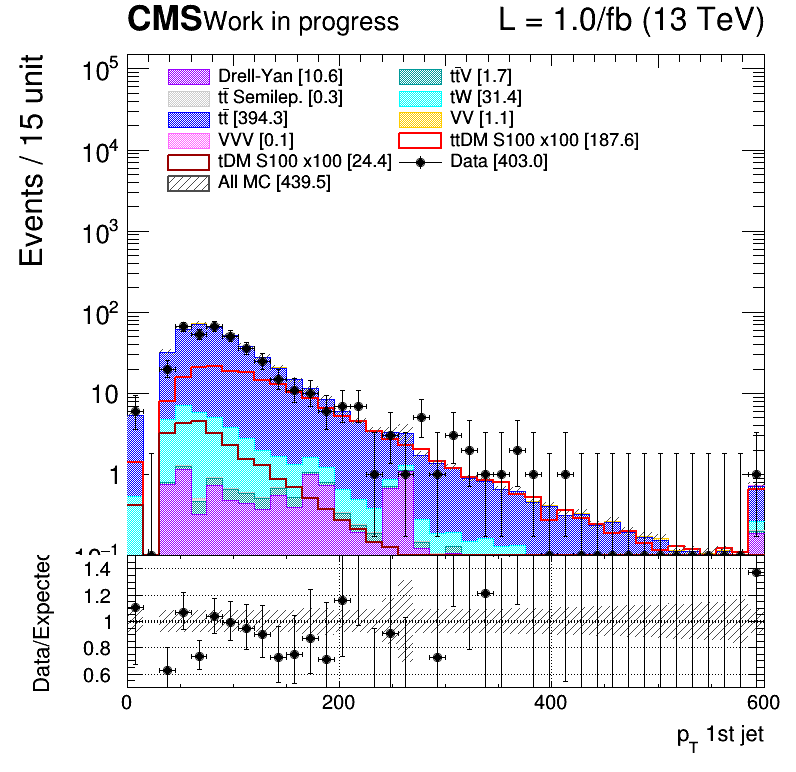 CMS Work in progress L = 1.0/fb (13 TeV)
Events / 15 unit
10⁵
10⁴
10³
10²
10
1
10⁻¹
Drell-Yan [10.6] tt̄V [1.7]
tt̄ Semilep. [0.3] tW [31.4]
tt̄ [394.3] VV [1.1]
VVV [0.1] ttDM S100 x100 [187.6]
tDM S100 x100 [24.4] Data [403.0]
All MC [439.5]
Data/Expected
1.4
1.2
1
0.8
0.6
0 200 400 600
p_T 1st jet